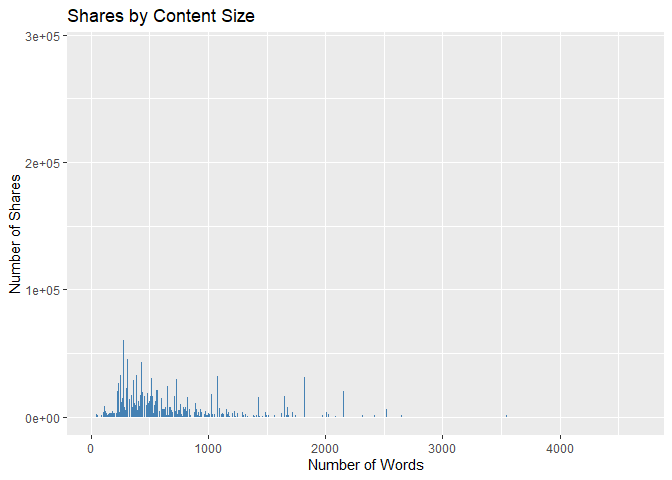 Shares by Content Size
3e+05
2e+05
1e+05
0e+00
Number of Shares
0 1000 2000 3000 4000
Number of Words